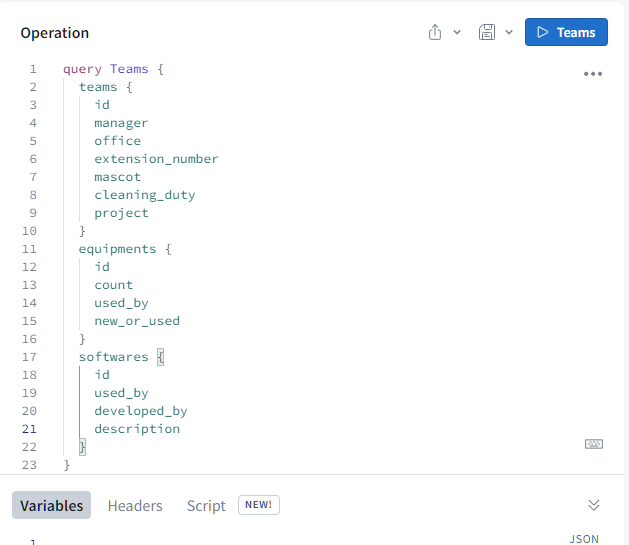 Operation
Teams
1 query Teams {
2 teams {
3 id
4 manager
5 office
6 extension_number
7 mascot
8 cleaning_duty
9 project
10 }
11 equipments {
12 id
13 count
14 used_by
15 new_or_used
16 }
17 softwares {
18 id
19 used_by
20 developed_by
21 description
22 }
23 }
Variables Headers Script NEW!
1 JSON